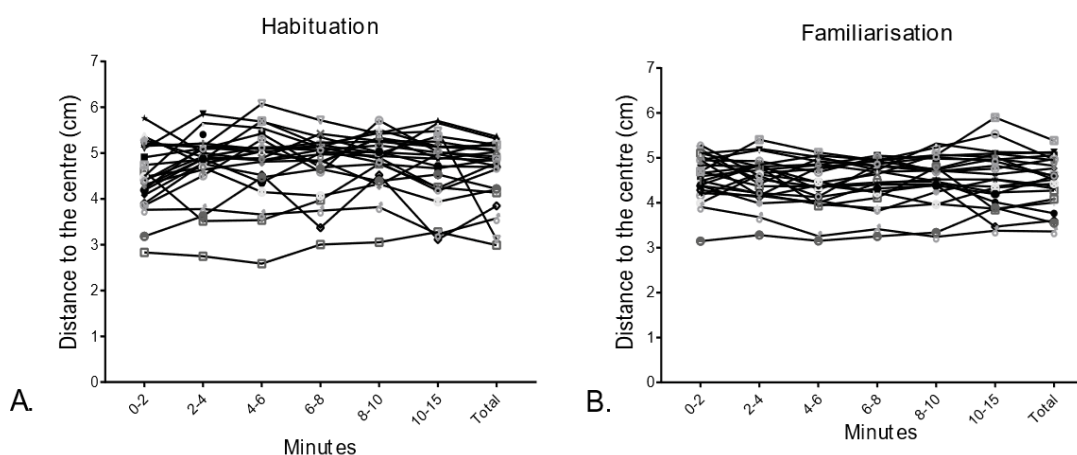 Habituation
Distance to the centre (cm)
7
6
5
4
3
2
1
0
0-2
2-4
4-6
6-8
8-10
10-15
Total
Minutes
A.
Familiarisation
Distance to the centre (cm)
7
6
5
4
3
2
1
0
0-2
2-4
4-6
6-8
8-10
10-15
Total
Minutes
B.